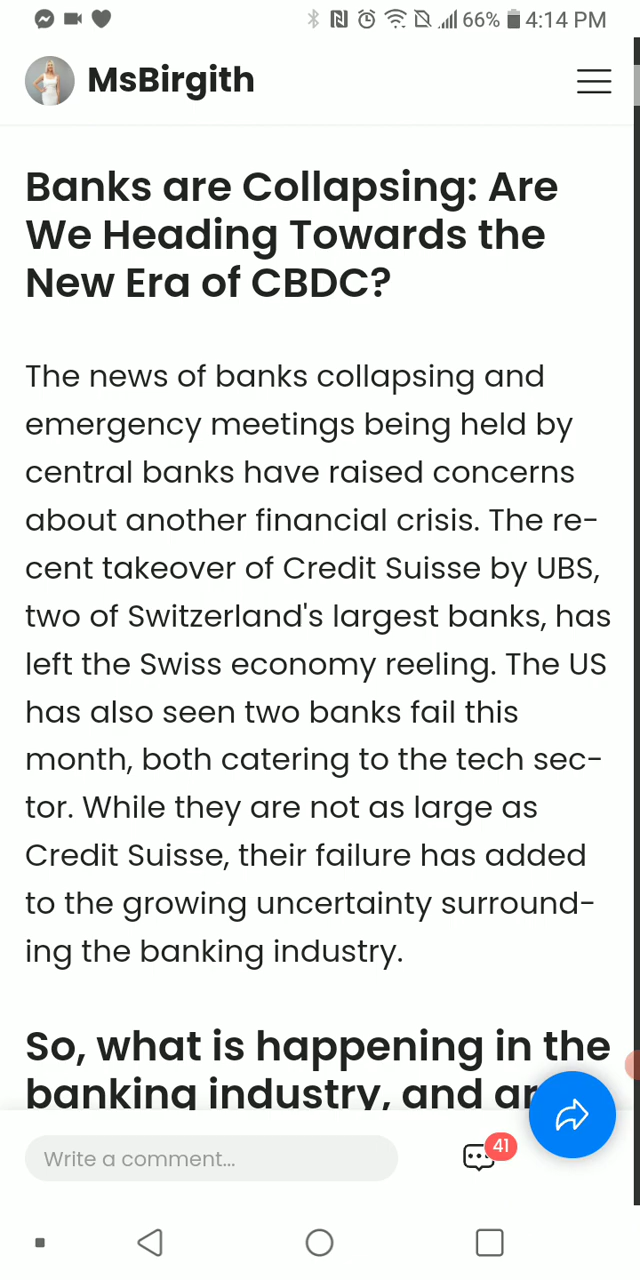 66% 4:14 PM
MsBirgith
Banks are Collapsing: Are
We Heading Towards the
New Era of CBDC?
The news of banks collapsing and
emergency meetings being held by
central banks have raised concerns
about another financial crisis. The re-
cent takeover of Credit Suisse by UBS,
two of Switzerland's largest banks, has
left the Swiss economy reeling. The US
has also seen two banks fail this
month, both catering to the tech sec-
tor. While they are not as large as
Credit Suisse, their failure has added
to the growing uncertainty surround-
ing the banking industry.
So, what is happening in the
banking industry, and ar
Write a comment...
41